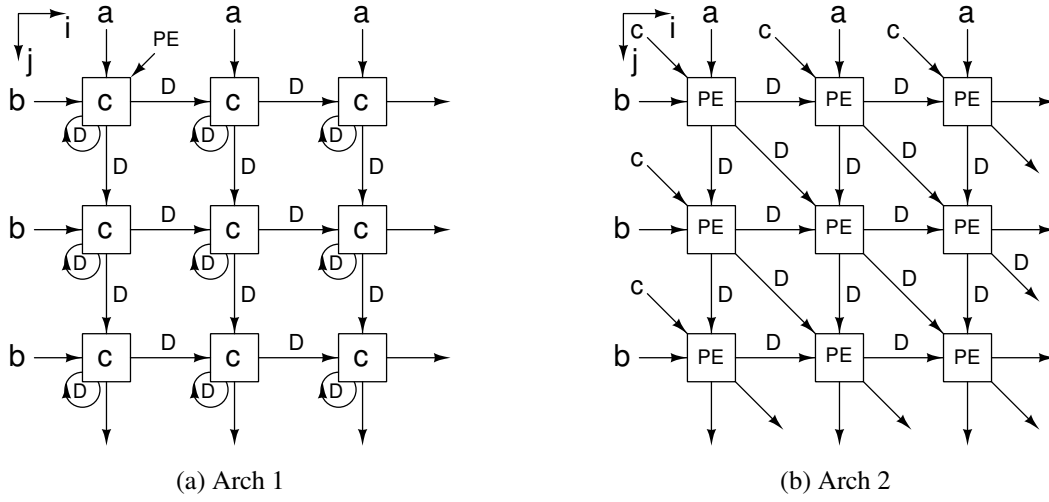 a a a
i
j PE
b c D c D c
D D D
D D D
b c D c D c
D D D
D D D
b c D c D c
D D D
(a) Arch 1
a a a
c i c c
j
b PE D PE D PE
D D
c D D
b PE D PE D PE
D
c D D
b PE D PE D PE
(b) Arch 2